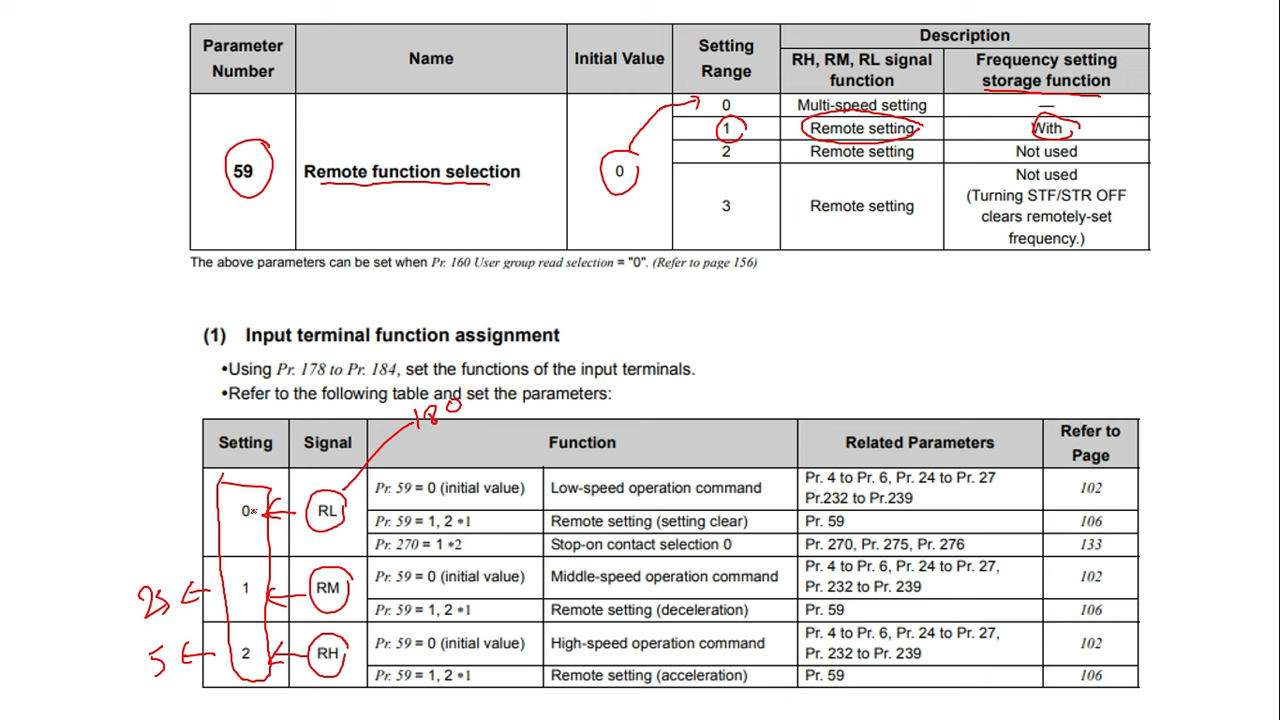 Parameter Number Name Initial Value Setting Range Description
RH, RM, RL signal function Frequency setting storage function
59 Remote function selection 0 0 Multi-speed setting —
1 Remote setting With
2 Remote setting Not used
3 Remote setting Not used (Turning STF/STR OFF clears remotely-set frequency.)
The above parameters can be set when Pr. 160 User group read selection = "0". (Refer to page 156)
(1) Input terminal function assignment
•Using Pr. 178 to Pr. 184, set the functions of the input terminals.
•Refer to the following table and set the parameters:
180
Setting Signal Function Related Parameters Refer to Page
0* RL Pr. 59 = 0 (initial value) Low-speed operation command Pr. 4 to Pr. 6, Pr. 24 to Pr. 27 Pr.232 to Pr.239 102
Pr. 59 = 1, 2 *1 Remote setting (setting clear) Pr. 59 106
Pr. 270 = 1 *2 Stop-on contact selection 0 Pr. 270, Pr. 275, Pr. 276 133
25 1 RM Pr. 59 = 0 (initial value) Middle-speed operation command Pr. 4 to Pr. 6, Pr. 24 to Pr. 27, Pr. 232 to Pr. 239 102
Pr. 59 = 1, 2 *1 Remote setting (deceleration) Pr. 59 106
5 2 RH Pr. 59 = 0 (initial value) High-speed operation command Pr. 4 to Pr. 6, Pr. 24 to Pr. 27, Pr. 232 to Pr. 239 102
Pr. 59 = 1, 2 *1 Remote setting (acceleration) Pr. 59 106